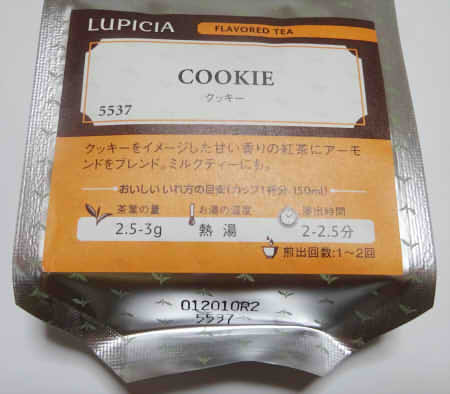 LUPICIA FLAVORED TEA
COOKIE
クッキー
5537
クッキーをイメージした甘い香りの紅茶にアーモ
ンドをブレンド。ミルクティーにも。
おいしいいれ方の目安(カップ1杯分 150ml)
茶葉の量 お湯の温度 蒸出時間
2.5-3g 熱湯 2-2.5分
煎出回数:1〜2回
012010R2
5537